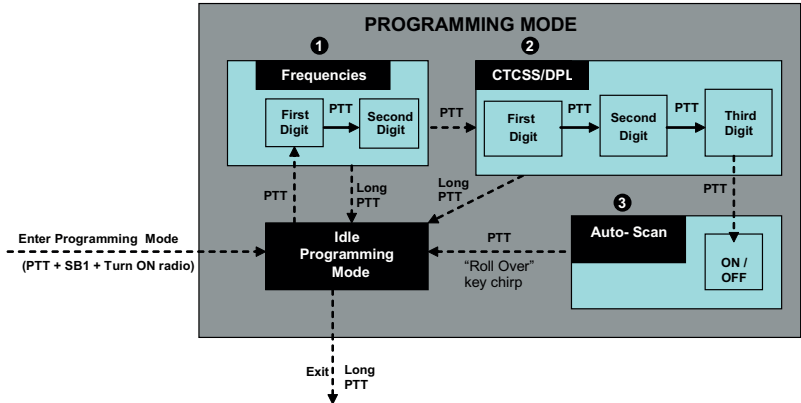 PROGRAMMING MODE
1
Frequencies
First
Digit
PTT
Second
Digit
PTT
2
CTCSS/DPL
First
Digit
PTT
Second
Digit
PTT
Third
Digit
PTT
Long
PTT
Long
PTT
PTT
3
Auto- Scan
ON /
OFF
PTT
"Roll Over"
key chirp
Idle
Programming
Mode
Enter Programming Mode
(PTT + SB1 + Turn ON radio)
Exit
Long
PTT